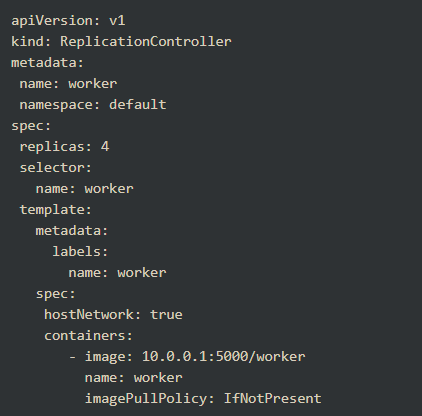 apiVersion: v1
kind: ReplicationController
metadata:
 name: worker
 namespace: default
spec:
 replicas: 4
 selector:
   name: worker
 template:
   metadata:
     labels:
       name: worker
   spec:
    hostNetwork: true
    containers:
       - image: 10.0.0.1:5000/worker
         name: worker
         imagePullPolicy: IfNotPresent